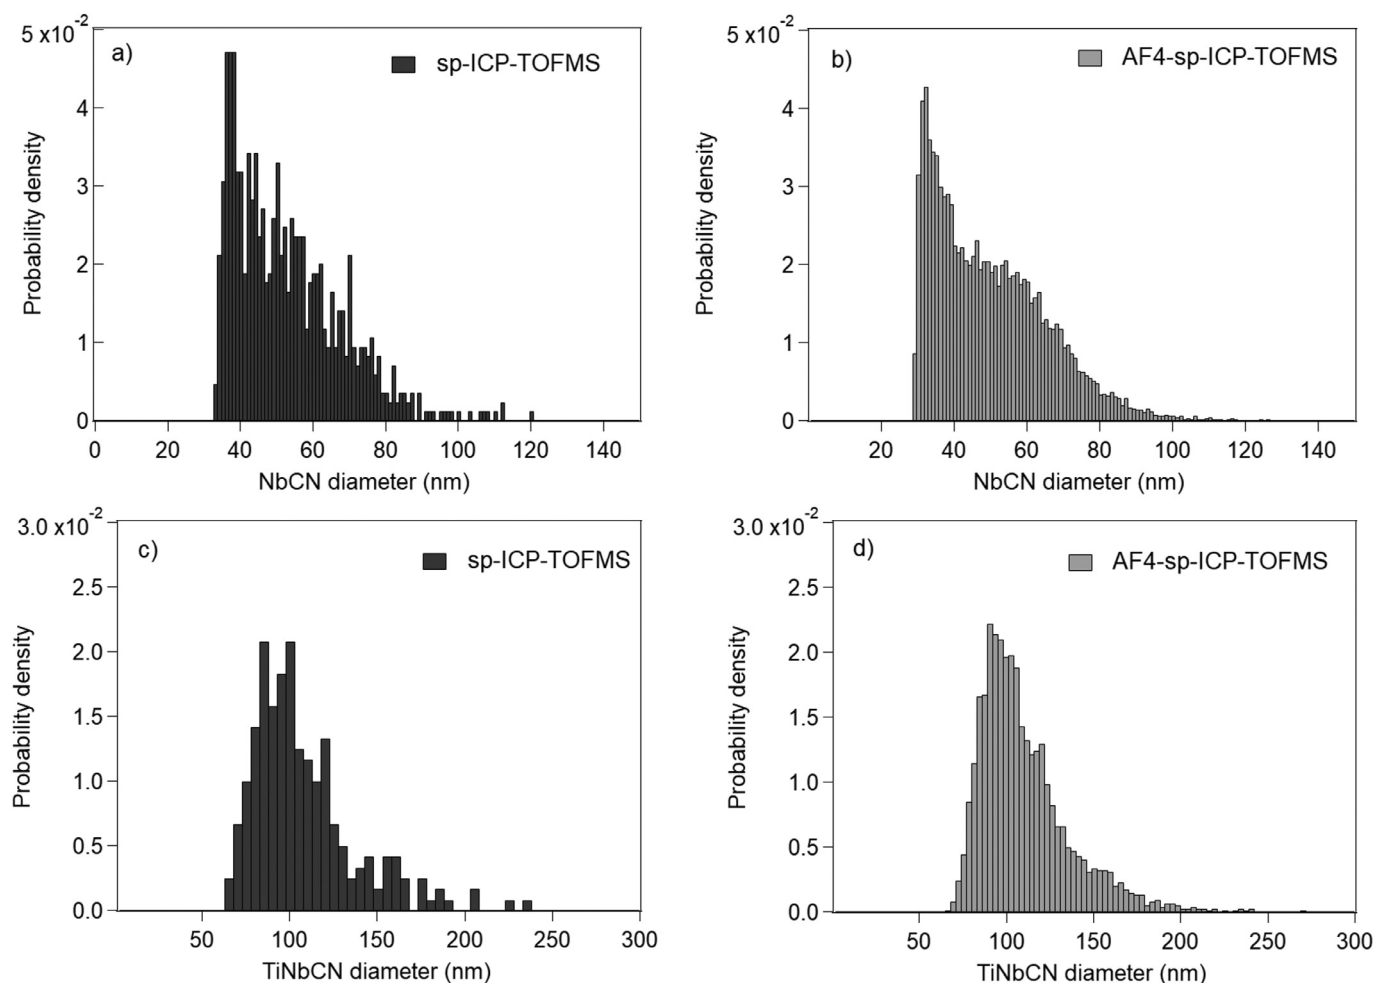 a)
sp-ICP-TOFMS
5 x10-2
4
3
2
1
0
Probability density
0
20
40
60
80
100
120
140
NbCN diameter (nm)
b)
AF4-sp-ICP-TOFMS
5 x10-2
4
3
2
1
0
Probability density
20
40
60
80
100
120
140
NbCN diameter (nm)
c)
sp-ICP-TOFMS
3.0 x10-2
2.5
2.0
1.5
1.0
0.5
0.0
Probability density
50
100
150
200
250
300
TiNbCN diameter (nm)
d)
AF4-sp-ICP-TOFMS
3.0 x10-2
2.5
2.0
1.5
1.0
0.5
0.0
Probability density
50
100
150
200
250
300
TiNbCN diameter (nm)